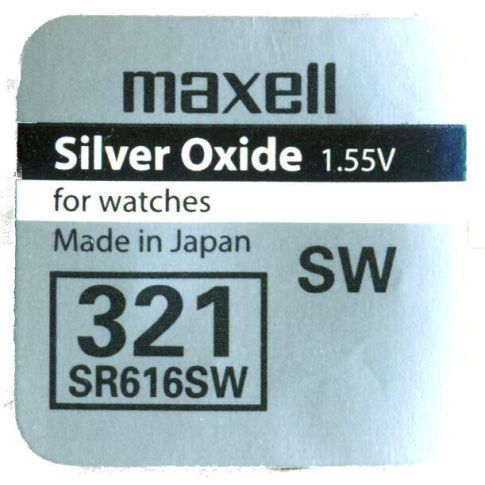 maxell
Silver Oxide 1.55V
for watches
Made in Japan
SW
321
SR616SW